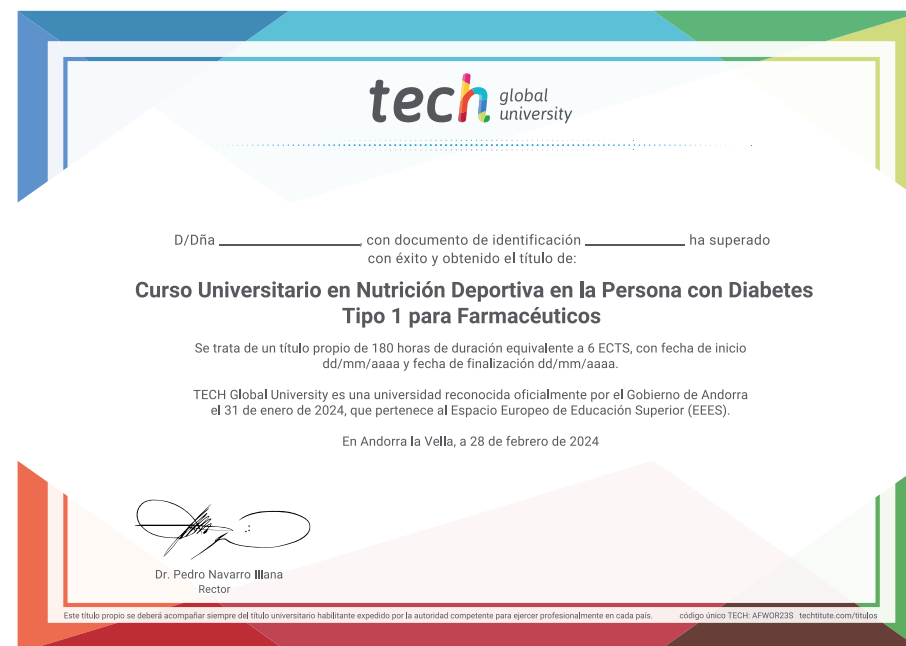 tech global university
D/Dña ____________________, con documento de identificación ______________ ha superado
con éxito y obtenido el título de:
Curso Universitario en Nutrición Deportiva en la Persona con Diabetes
Tipo 1 para Farmacéuticos
Se trata de un título propio de 180 horas de duración equivalente a 6 ECTS, con fecha de inicio
dd/mm/aaaa y fecha de finalización dd/mm/aaaa.
TECH Global University es una universidad reconocida oficialmente por el Gobierno de Andorra
el 31 de enero de 2024, que pertenece al Espacio Europeo de Educación Superior (EEES).
En Andorra la Vella, a 28 de febrero de 2024
Dr. Pedro Navarro Illana
Rector
Este título propio se deberá acompañar siempre del título universitario habilitante expedido por la autoridad competente para ejercer profesionalmente en cada país. código único TECH: AFWOR23S techtitute.com/titulos